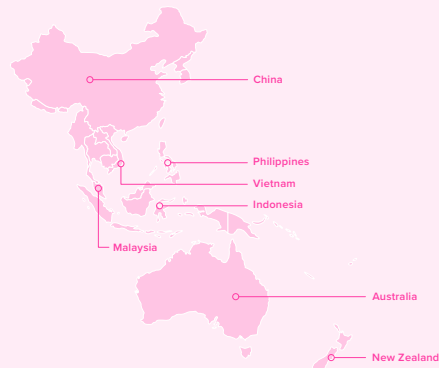 China
Philippines
Vietnam
Indonesia
Malaysia
Australia
New Zealand